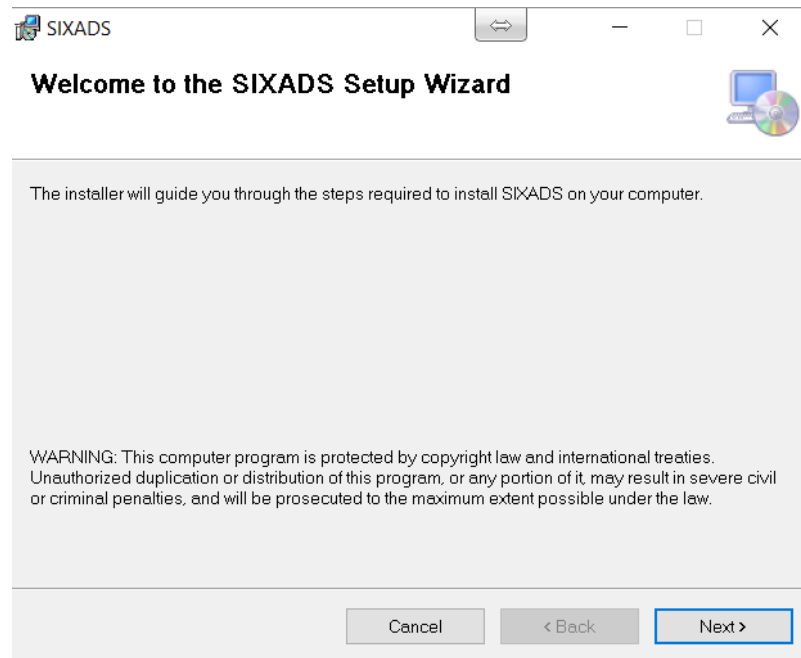 SIXADS
Welcome to the SIXADS Setup Wizard
The installer will guide you through the steps required to install SIXADS on your computer.
WARNING: This computer program is protected by copyright law and international treaties.
Unauthorized duplication or distribution of this program, or any portion of it, may result in severe civil
or criminal penalties, and will be prosecuted to the maximum extent possible under the law.
Cancel
< Back
Next >